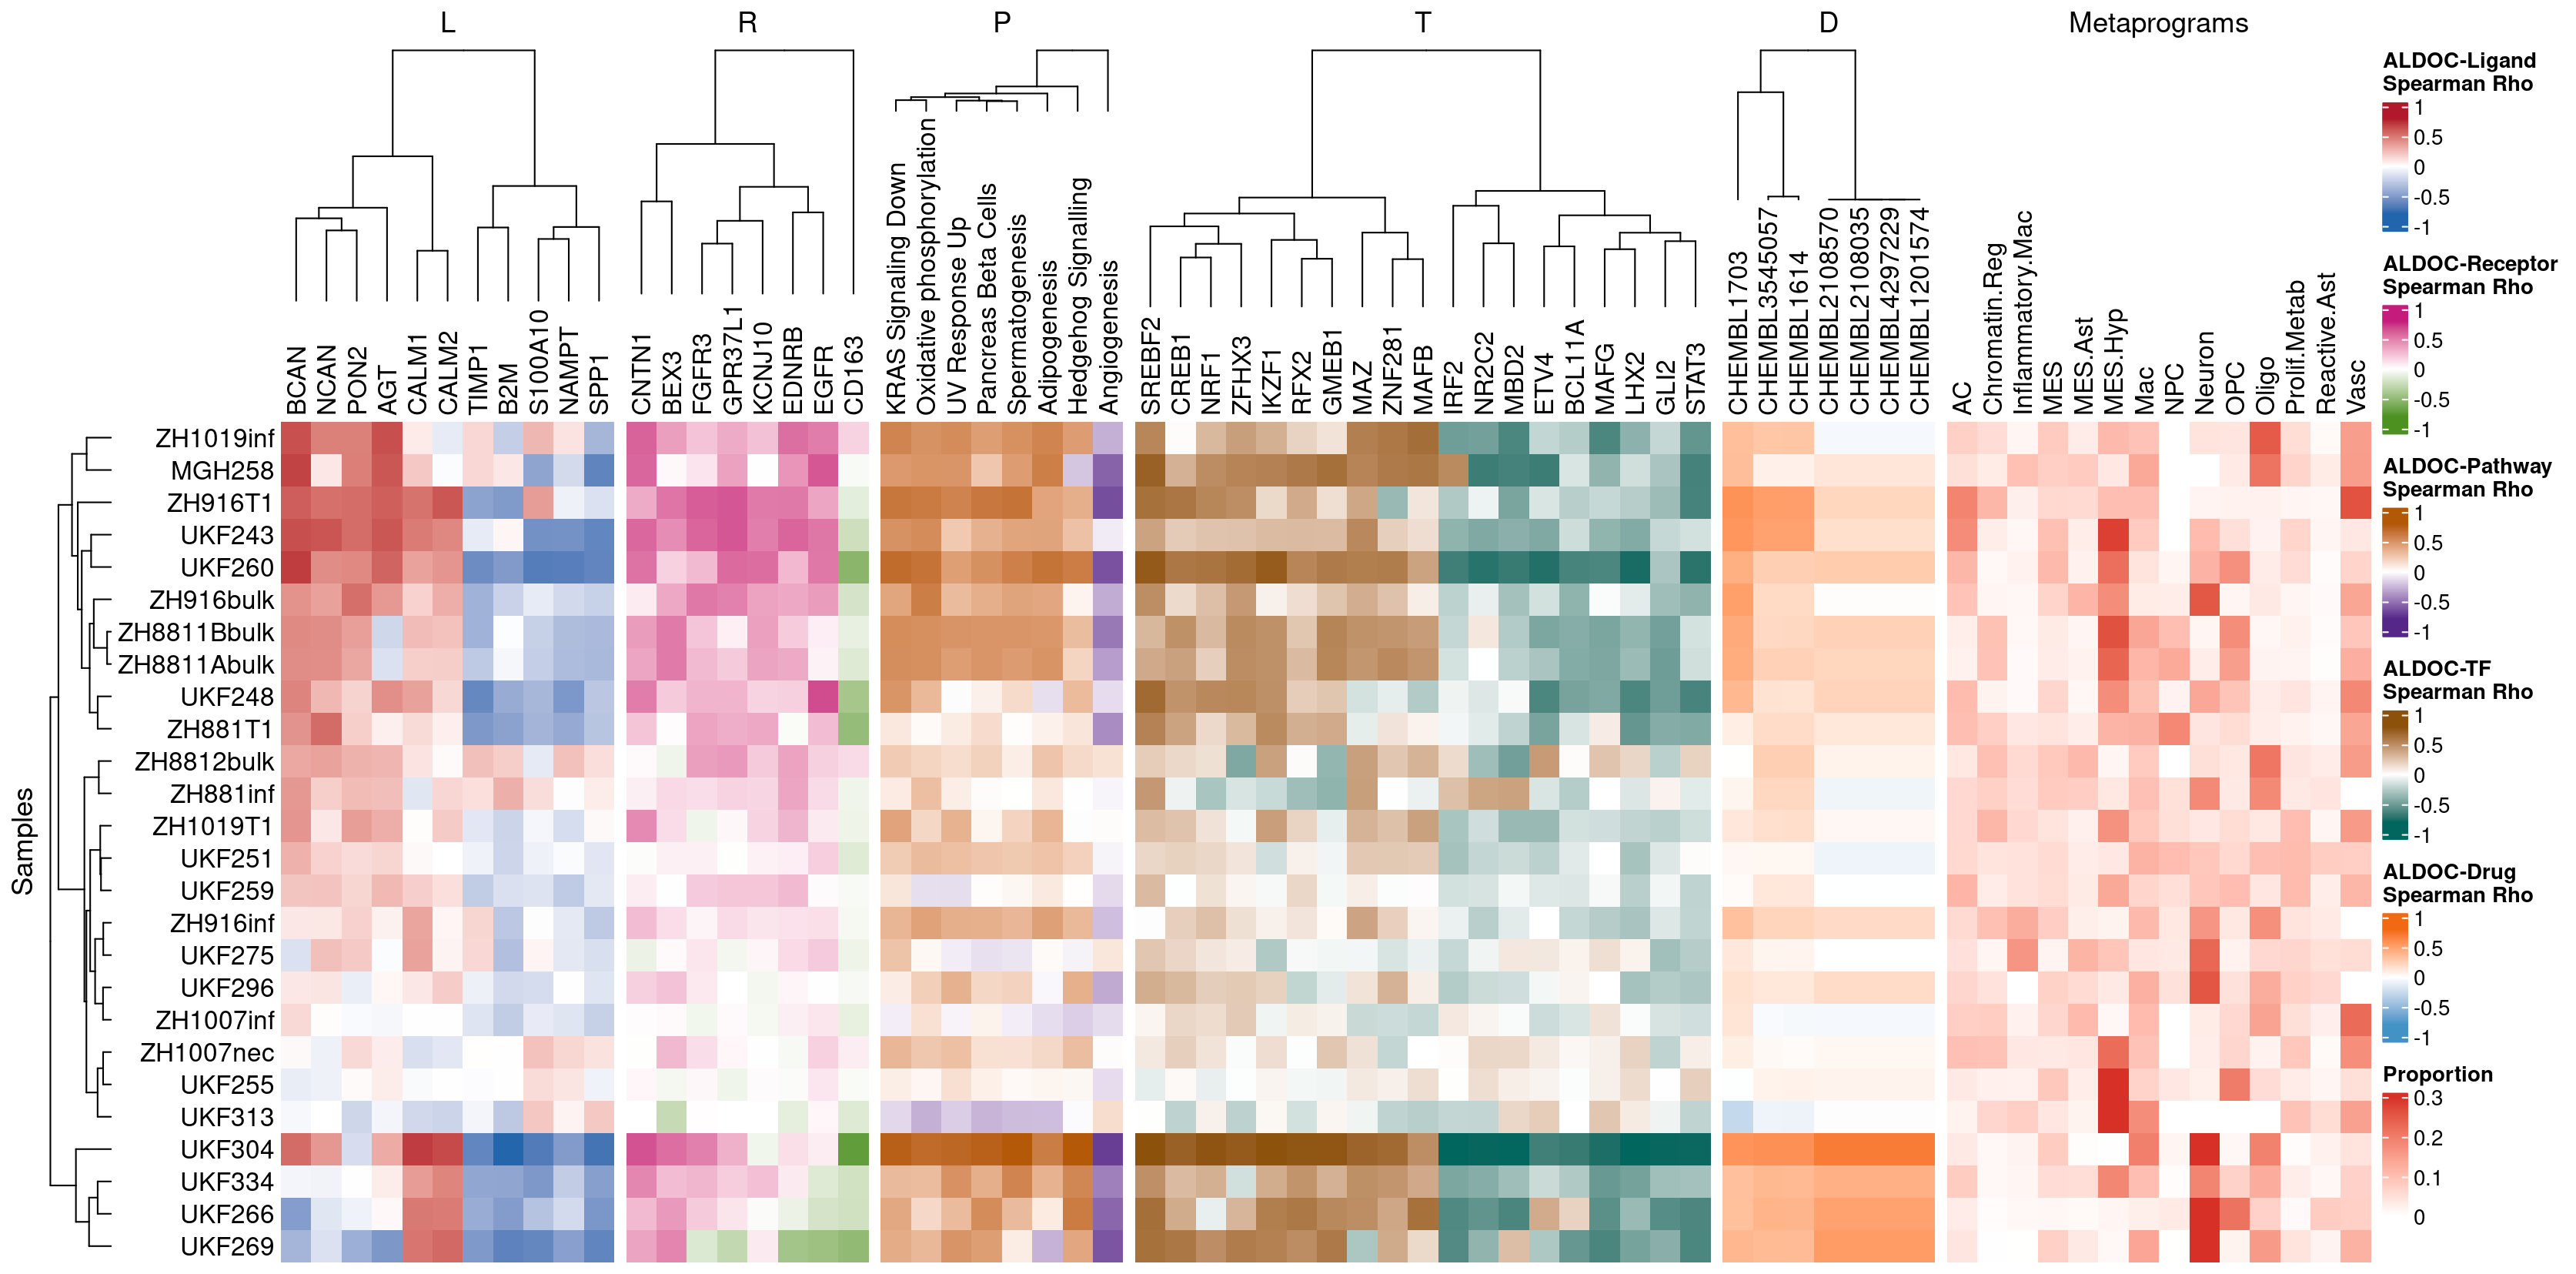 L
R
P
T
D
Metaprograms
BCAN
NCAN
PON2
AGT
CALM1
CALM2
TIMP1
B2M
S100A10
NAMPT
SPP1
CNTN1
BEX3
FGFR3
GPR37L1
KCNJ10
EDNRB
EGFR
CD163
KRAS Signaling Down
Oxidative phosphorylation
UV Response Up
Pancreas Beta Cells
Spermatogenesis
Adipogenesis
Hedgehog Signalling
Angiogenesis
SREBF2
CREB1
NRF1
ZFHX3
IKZF1
RFX2
GMEB1
MAZ
ZNF281
MAFB
IRF2
NR2C2
MBD2
ETV4
BCL11A
MAFG
LHX2
GLI2
STAT3
CHEMBL1703
CHEMBL3545057
CHEMBL1614
CHEMBL2108570
CHEMBL2108035
CHEMBL4297229
CHEMBL1201574
AC
Chromatin.Reg
Inflammatory.Mac
MES
MES.Ast
MES.Hyp
Mac
NPC
Neuron
OPC
Oligo
Prolif.Metab
Reactive.Ast
Vasc
Samples
ZH1019inf
MGH258
ZH916T1
UKF243
UKF260
ZH916bulk
ZH8811Bbulk
ZH8811Abulk
UKF248
ZH881T1
ZH8812bulk
ZH881inf
ZH1019T1
UKF251
UKF259
ZH916inf
UKF275
UKF296
ZH1007inf
ZH1007nec
UKF255
UKF313
UKF304
UKF334
UKF266
UKF269
ALDOC-Ligand
Spearman Rho
1
0.5
0
-0.5
-1
ALDOC-Receptor
Spearman Rho
1
0.5
0
-0.5
-1
ALDOC-Pathway
Spearman Rho
1
0.5
0
-0.5
-1
ALDOC-TF
Spearman Rho
1
0.5
0
-0.5
-1
ALDOC-Drug
Spearman Rho
1
0.5
0
-0.5
-1
Proportion
0.3
0.2
0.1
0